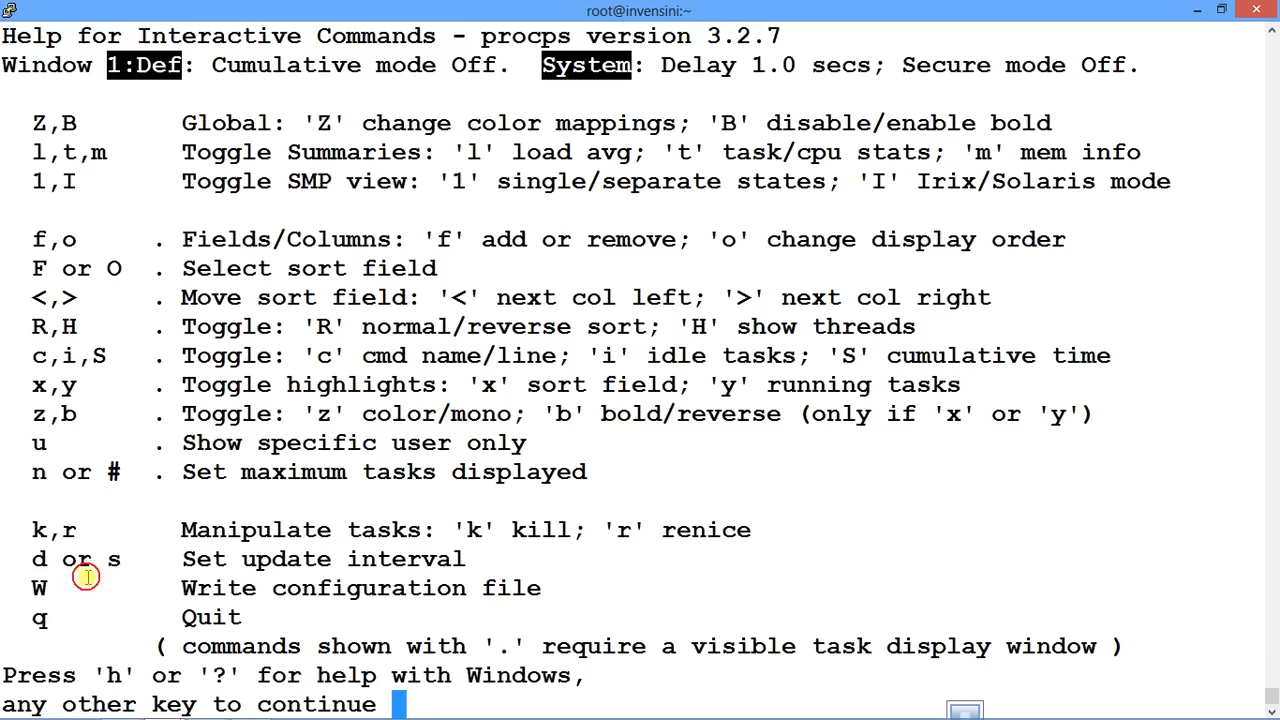 root@invensini:~
Help for Interactive Commands - procps version 3.2.7
Window 1:Def: Cumulative mode Off.  System: Delay 1.0 secs; Secure mode Off.
Z,B       Global: 'Z' change color mappings; 'B' disable/enable bold
l,t,m     Toggle Summaries: 'l' load avg; 't' task/cpu stats; 'm' mem info
1,I       Toggle SMP view: '1' single/separate states; 'I' Irix/Solaris mode
f,o     . Fields/Columns: 'f' add or remove; 'o' change display order
F or O  . Select sort field
<,>     . Move sort field: '<' next col left; '>' next col right
R,H     . Toggle: 'R' normal/reverse sort; 'H' show threads
c,i,S   . Toggle: 'c' cmd name/line; 'i' idle tasks; 'S' cumulative time
x,y     . Toggle highlights: 'x' sort field; 'y' running tasks
z,b     . Toggle: 'z' color/mono; 'b' bold/reverse (only if 'x' or 'y')
u       . Show specific user only
n or #  . Set maximum tasks displayed
k,r       Manipulate tasks: 'k' kill; 'r' renice
d or s    Set update interval
W         Write configuration file
q         Quit
( commands shown with '.' require a visible task display window )
Press 'h' or '?' for help with Windows,
any other key to continue